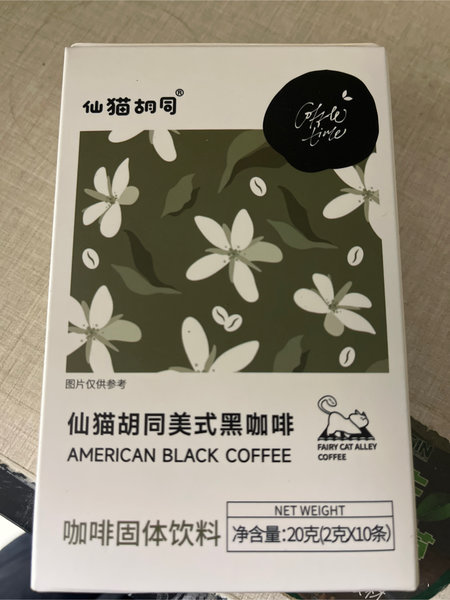 仙猫胡同®
Coffee
time
图片仅供参考
仙猫胡同美式黑咖啡
AMERICAN BLACK COFFEE
FAIRY CAT ALLEY
COFFEE
咖啡固体饮料
NET WEIGHT
净含量:20克(2克X10条)